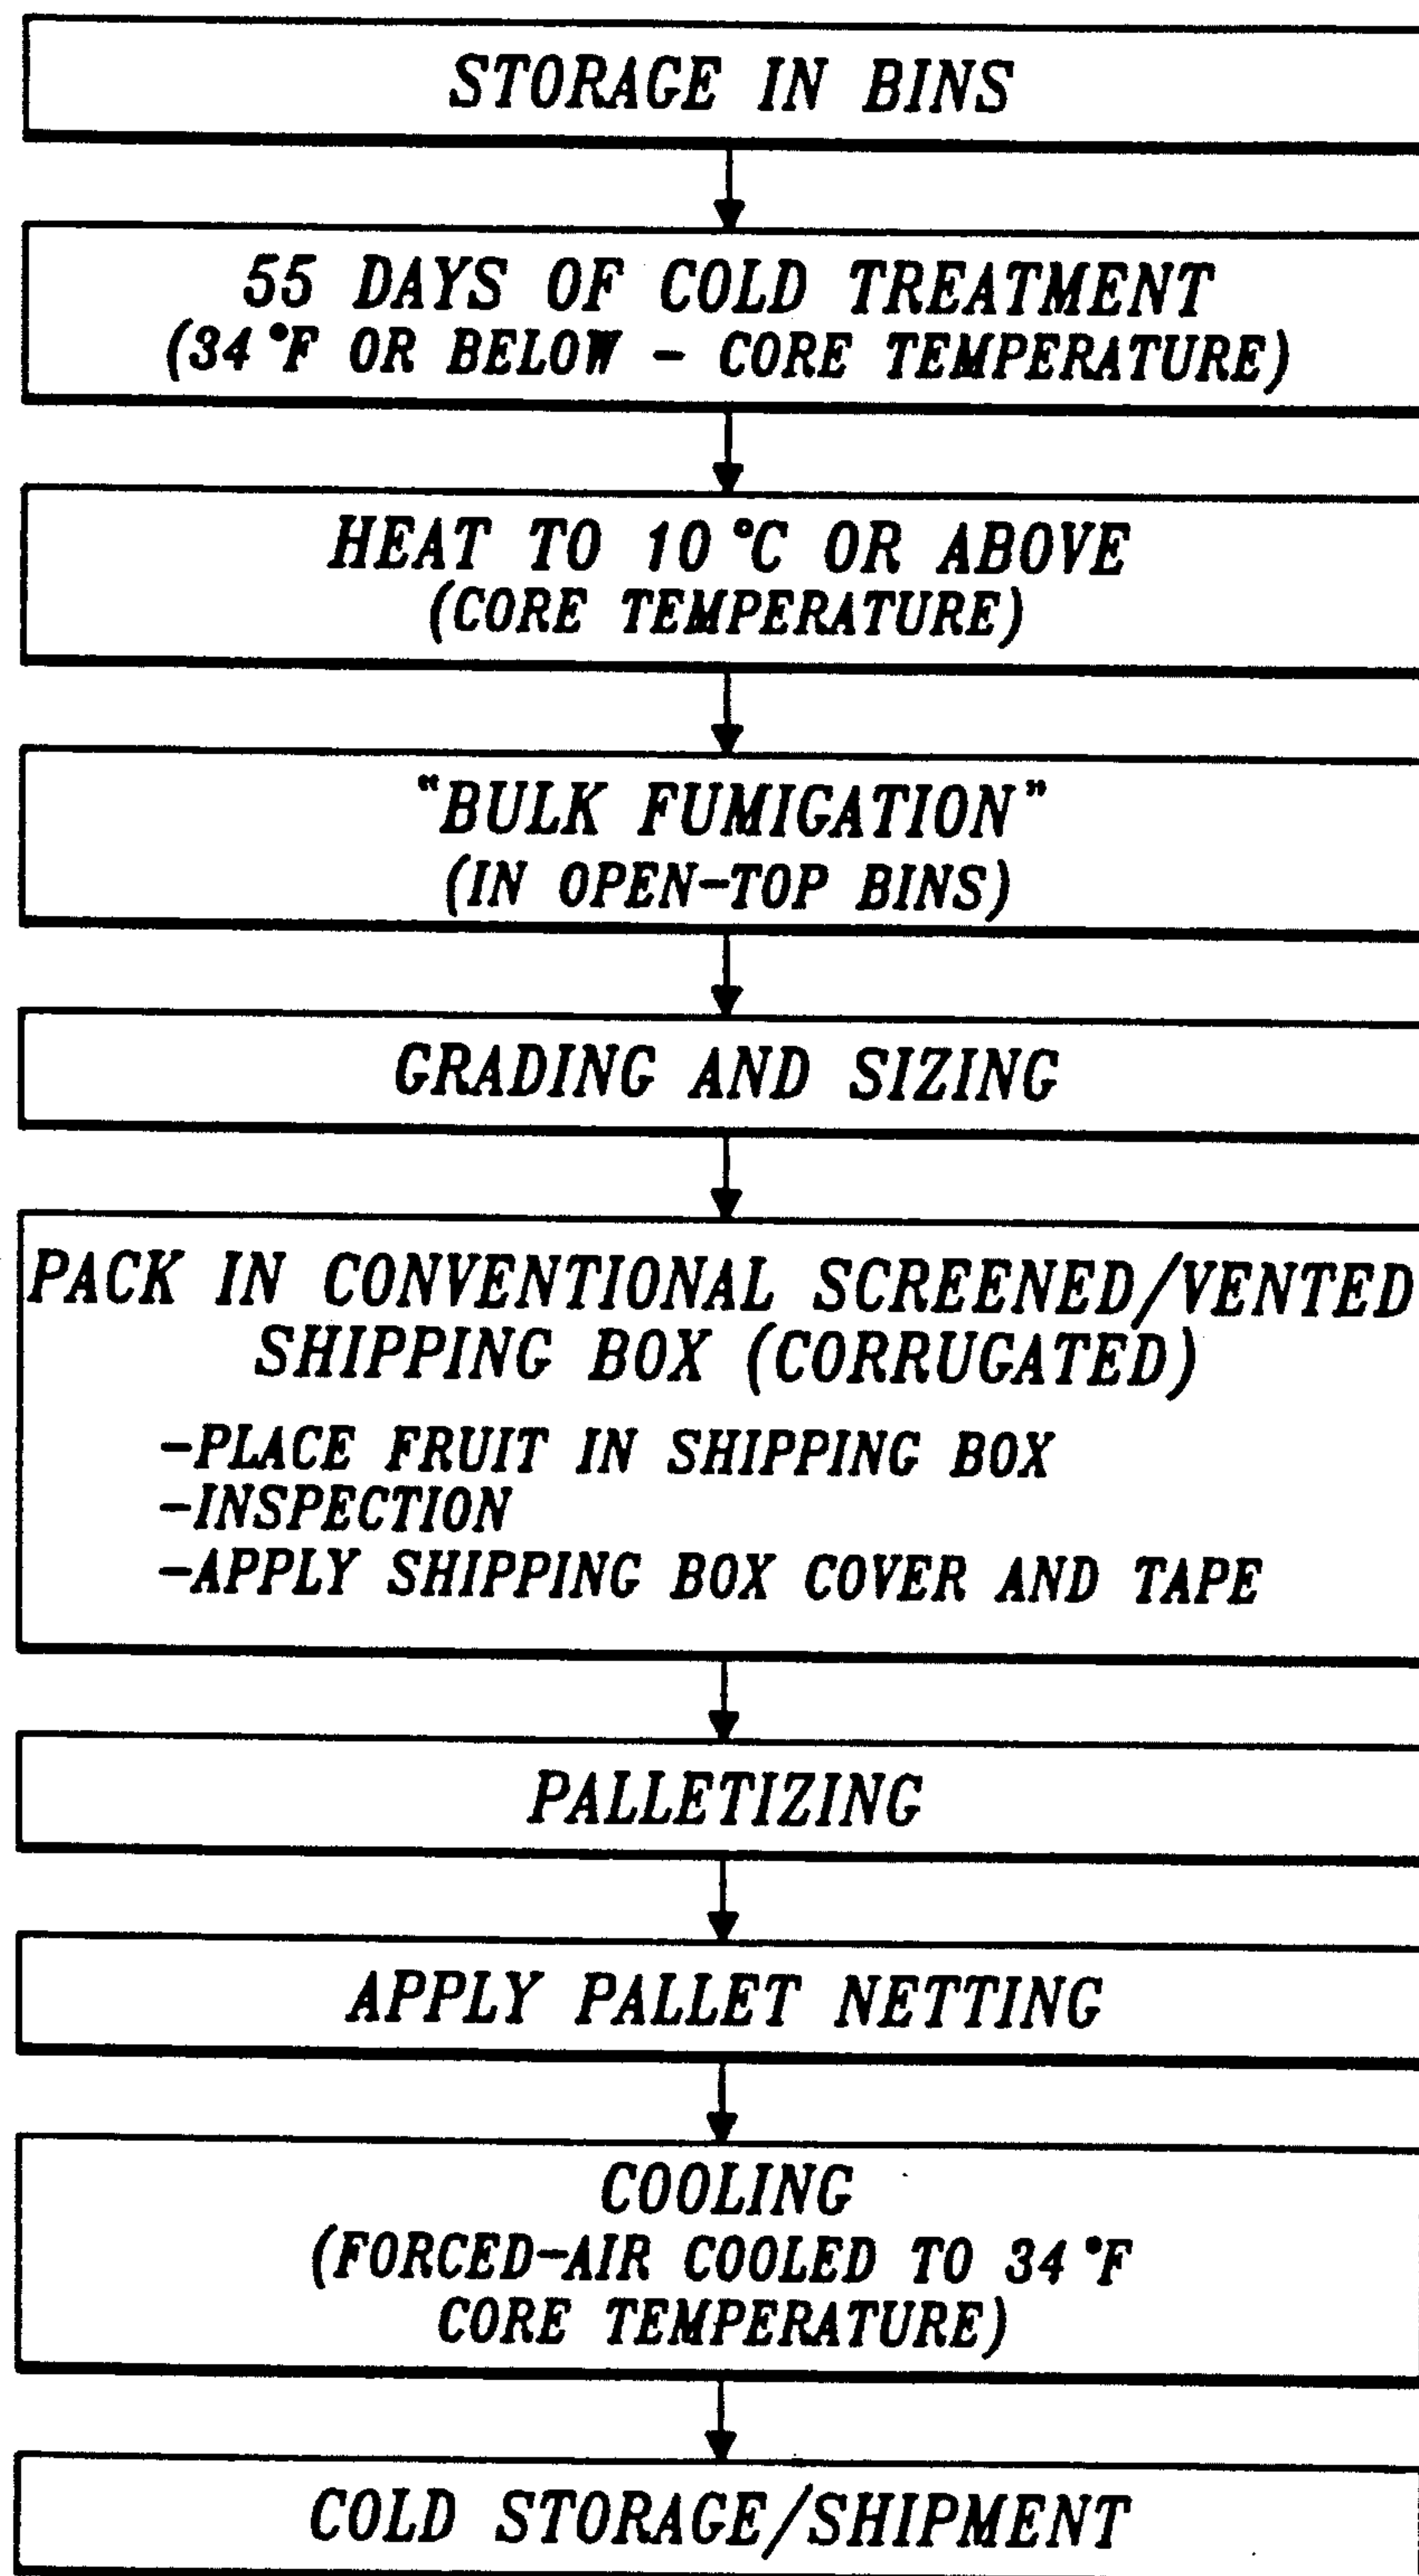 STORAGE IN BINS
55 DAYS OF COLD TREATMENT
(34°F OR BELOW - CORE TEMPERATURE)
HEAT TO 10°C OR ABOVE
(CORE TEMPERATURE)
"BULK FUMIGATION"
(IN OPEN-TOP BINS)
GRADING AND SIZING
PACK IN CONVENTIONAL SCREENED/VENTED
SHIPPING BOX (CORRUGATED)
-PLACE FRUIT IN SHIPPING BOX
-INSPECTION
-APPLY SHIPPING BOX COVER AND TAPE
PALLETIZING
APPLY PALLET NETTING
COOLING
(FORCED-AIR COOLED TO 34°F
CORE TEMPERATURE)
COLD STORAGE/SHIPMENT